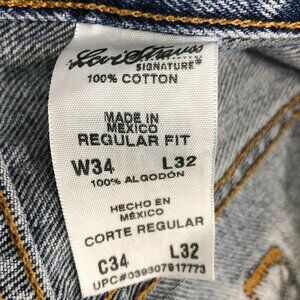 Levi Strauss
SIGNATURE®
100% COTTON
MADE IN
MEXICO
REGULAR FIT
W34 L32
100% ALGODÓN
HECHO EN
MÉXICO
CORTE REGULAR
C34 L32
UPC#039307917773